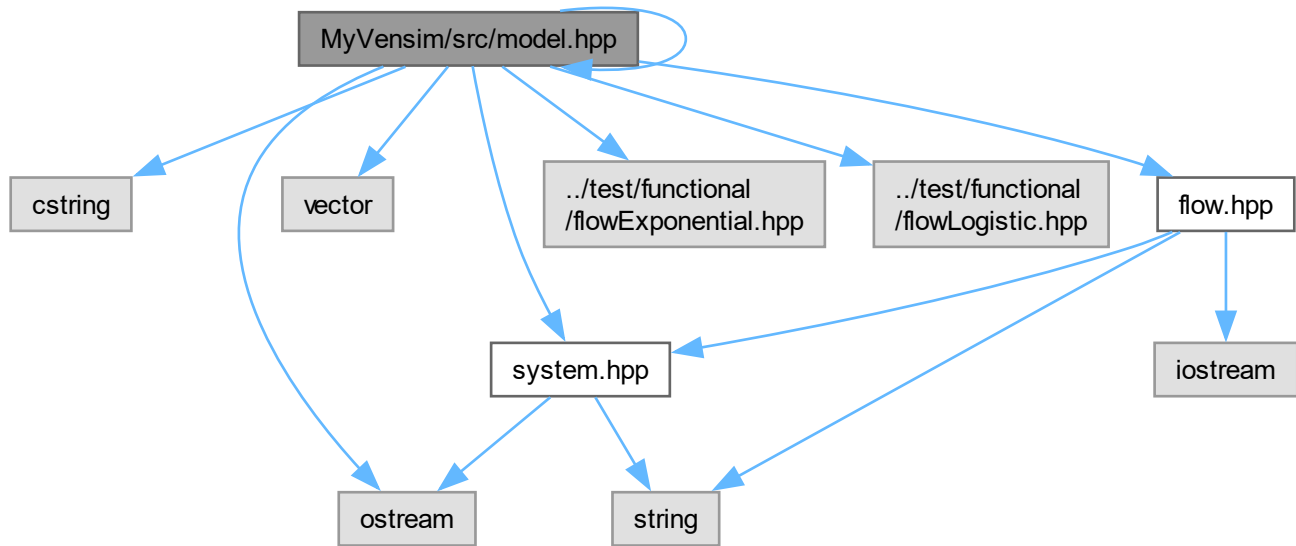 MyVensim/src/model.hpp
cstring
vector
../test/functional
/flowExponential.hpp
../test/functional
/flowLogistic.hpp
flow.hpp
system.hpp
iostream
ostream
string